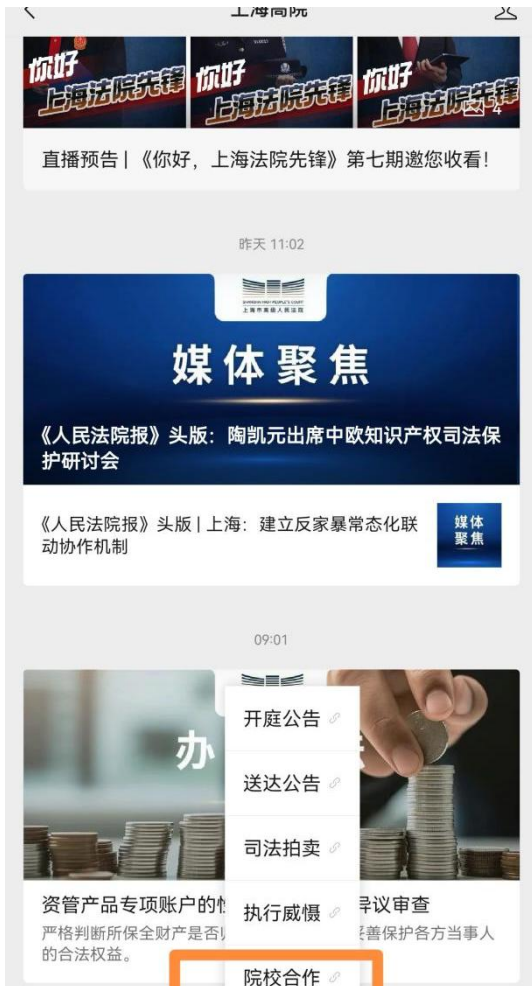 上海高院
你好
上海法院先锋
你好
上海法院先锋
你好
上海法院先锋
4
直播预告 | 《你好，上海法院先锋》第七期邀您收看！
昨天 11:02
上海市高级人民法院
媒体聚焦
《人民法院报》头版：陶凯元出席中欧知识产权司法保
护研讨会
《人民法院报》头版 | 上海：建立反家暴常态化联
动协作机制
媒体
聚焦
09:01
办
开庭公告
送达公告
司法拍卖
执行威慑
院校合作
资管产品专项账户的
异议审查
严格判断所保全财产是否
妥善保护各方当事人
的合法权益。